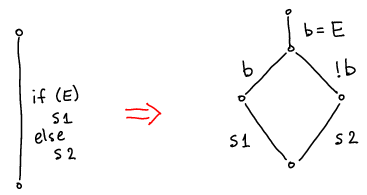 if (E)
s1
else
s2
b = E
b
!b
s1
s2